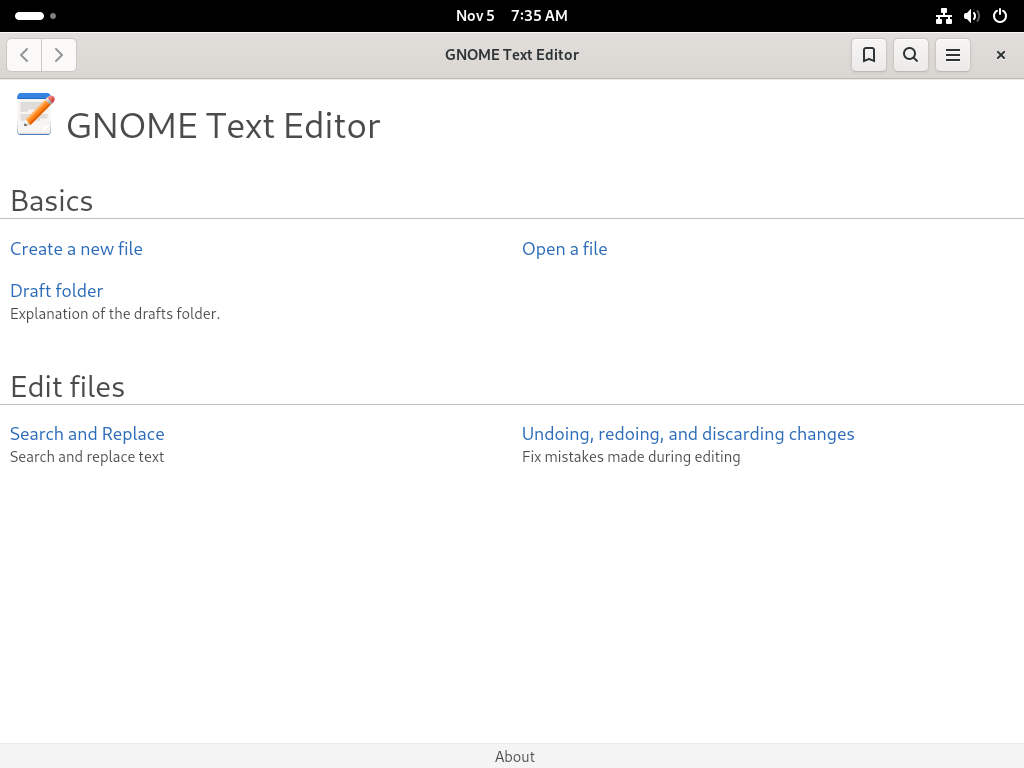 Nov 5 7:35 AM
GNOME Text Editor
GNOME Text Editor
Basics
Create a new file
Open a file
Draft folder
Explanation of the drafts folder.
Edit files
Search and Replace
Search and replace text
Undoing, redoing, and discarding changes
Fix mistakes made during editing
About